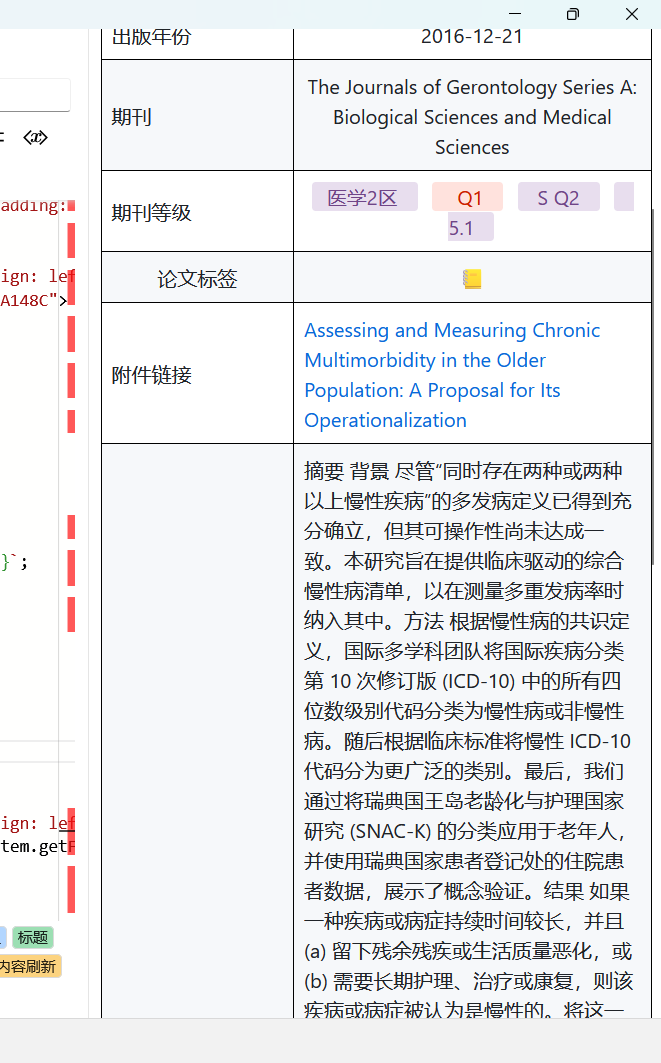 出版年份
2016-12-21
The Journals of Gerontology Series A:
期刊
Biological Sciences and Medical
Sciences
期刊等级
医学2区 Q1 S Q2
5.1
论文标签
附件链接
Assessing and Measuring Chronic
Multimorbidity in the Older
Population: A Proposal for Its
Operationalization
摘要 背景 尽管“同时存在两种或两种
以上慢性疾病”的多发病定义已得到充
分确立，但其可操作性尚未达成一
致。本研究旨在提供临床驱动的综合
慢性病清单，以在测量多重发病率时
纳入其中。方法 根据慢性病的共识定
义，国际多学科团队将国际疾病分类
第 10 次修订版 (ICD-10) 中的所有四
位数级别代码分类为慢性病或非慢性
病。随后根据临床标准将慢性 ICD-10
代码分为更广泛的类别。最后，我们
通过将瑞典国王岛老龄化与护理国家
研究 (SNAC-K) 的分类应用于老年人，
并使用瑞典国家患者登记处的住院患
者数据，展示了概念验证。结果 如果
一种疾病或病症持续时间较长，并且
(a) 留下残余残疾或生活质量恶化，或
(b) 需要长期护理、治疗或康复，则该
疾病或病症被认为是慢性的。将这一
adding:
ign: lef
A148C">
}`;
ign: lef
tem.getF
标题
内容刷新